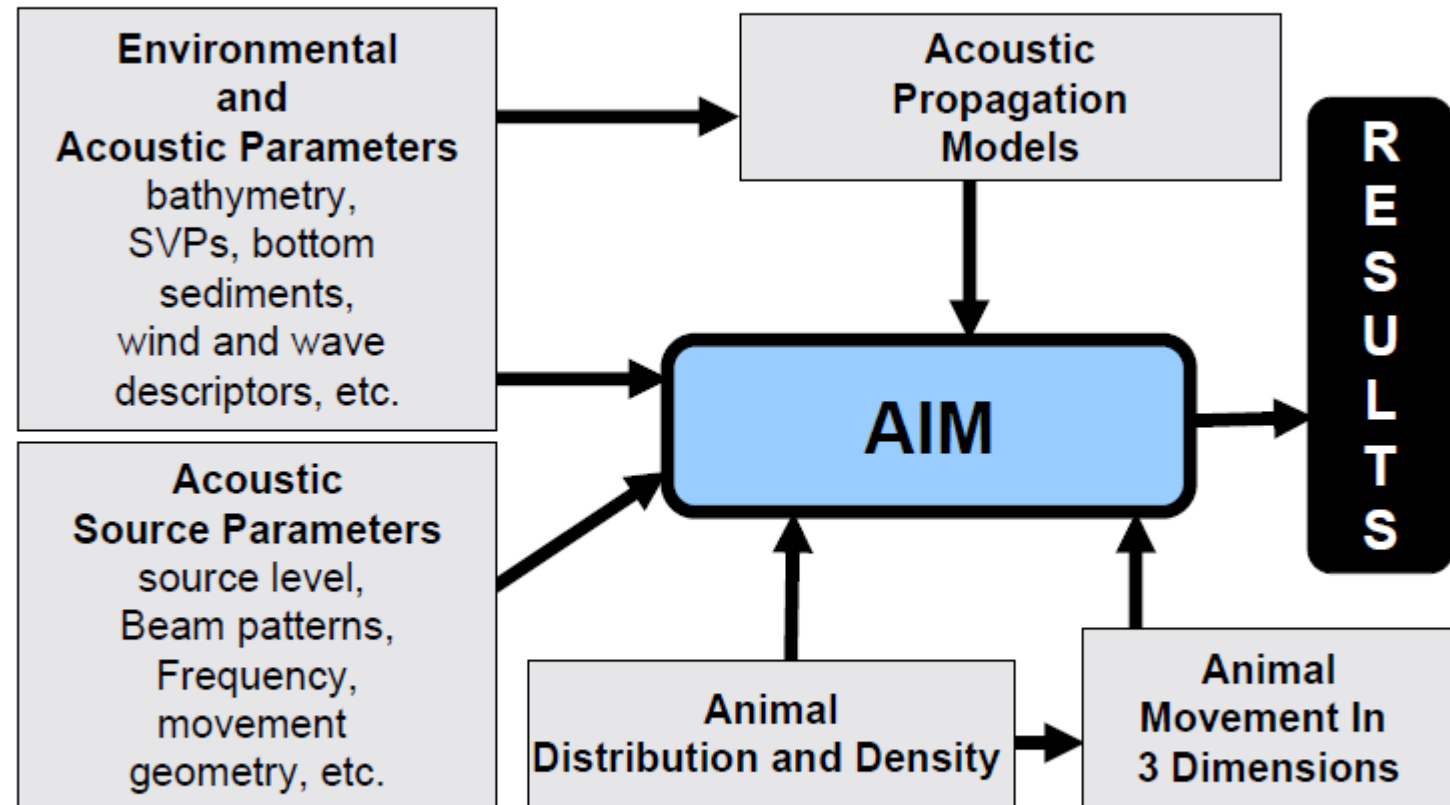 Environmental
and
Acoustic Parameters
bathymetry,
SVPs, bottom
sediments,
wind and wave
descriptors, etc.
Acoustic
Propagation
Models
RESULTS
AIM
Acoustic
Source Parameters
source level,
Beam patterns,
Frequency,
movement
geometry, etc.
Animal
Distribution and Density
Animal
Movement In
3 Dimensions